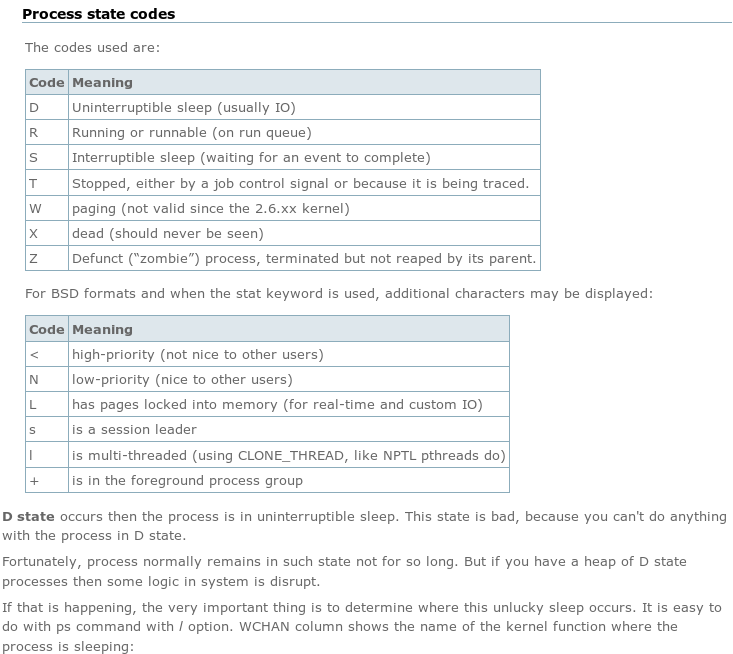 Process state codes
The codes used are:
Code Meaning
D Uninterruptible sleep (usually IO)
R Running or runnable (on run queue)
S Interruptible sleep (waiting for an event to complete)
T Stopped, either by a job control signal or because it is being traced.
W paging (not valid since the 2.6.xx kernel)
X dead (should never be seen)
Z Defunct (“zombie”) process, terminated but not reaped by its parent.
For BSD formats and when the stat keyword is used, additional characters may be displayed:
Code Meaning
< high-priority (not nice to other users)
N low-priority (nice to other users)
L has pages locked into memory (for real-time and custom IO)
s is a session leader
l is multi-threaded (using CLONE_THREAD, like NPTL pthreads do)
+ is in the foreground process group
D state occurs then the process is in uninterruptible sleep. This state is bad, because you can't do anything
with the process in D state.
Fortunately, process normally remains in such state not for so long. But if you have a heap of D state
processes then some logic in system is disrupt.
If that is happening, the very important thing is to determine where this unlucky sleep occurs. It is easy to
do with ps command with l option. WCHAN column shows the name of the kernel function where the
process is sleeping: